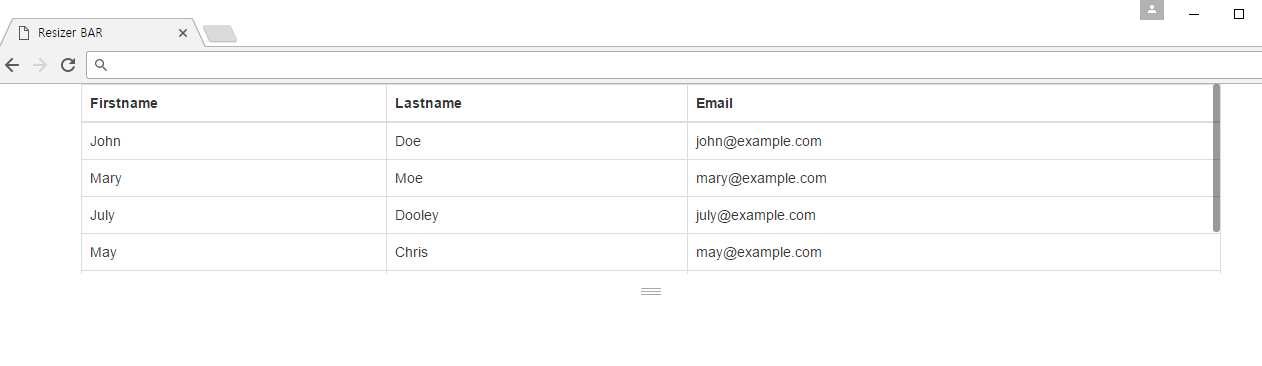 Resizer BAR
Firstname Lastname Email
John Doe john@example.com
Mary Moe mary@example.com
July Dooley july@example.com
May Chris may@example.com